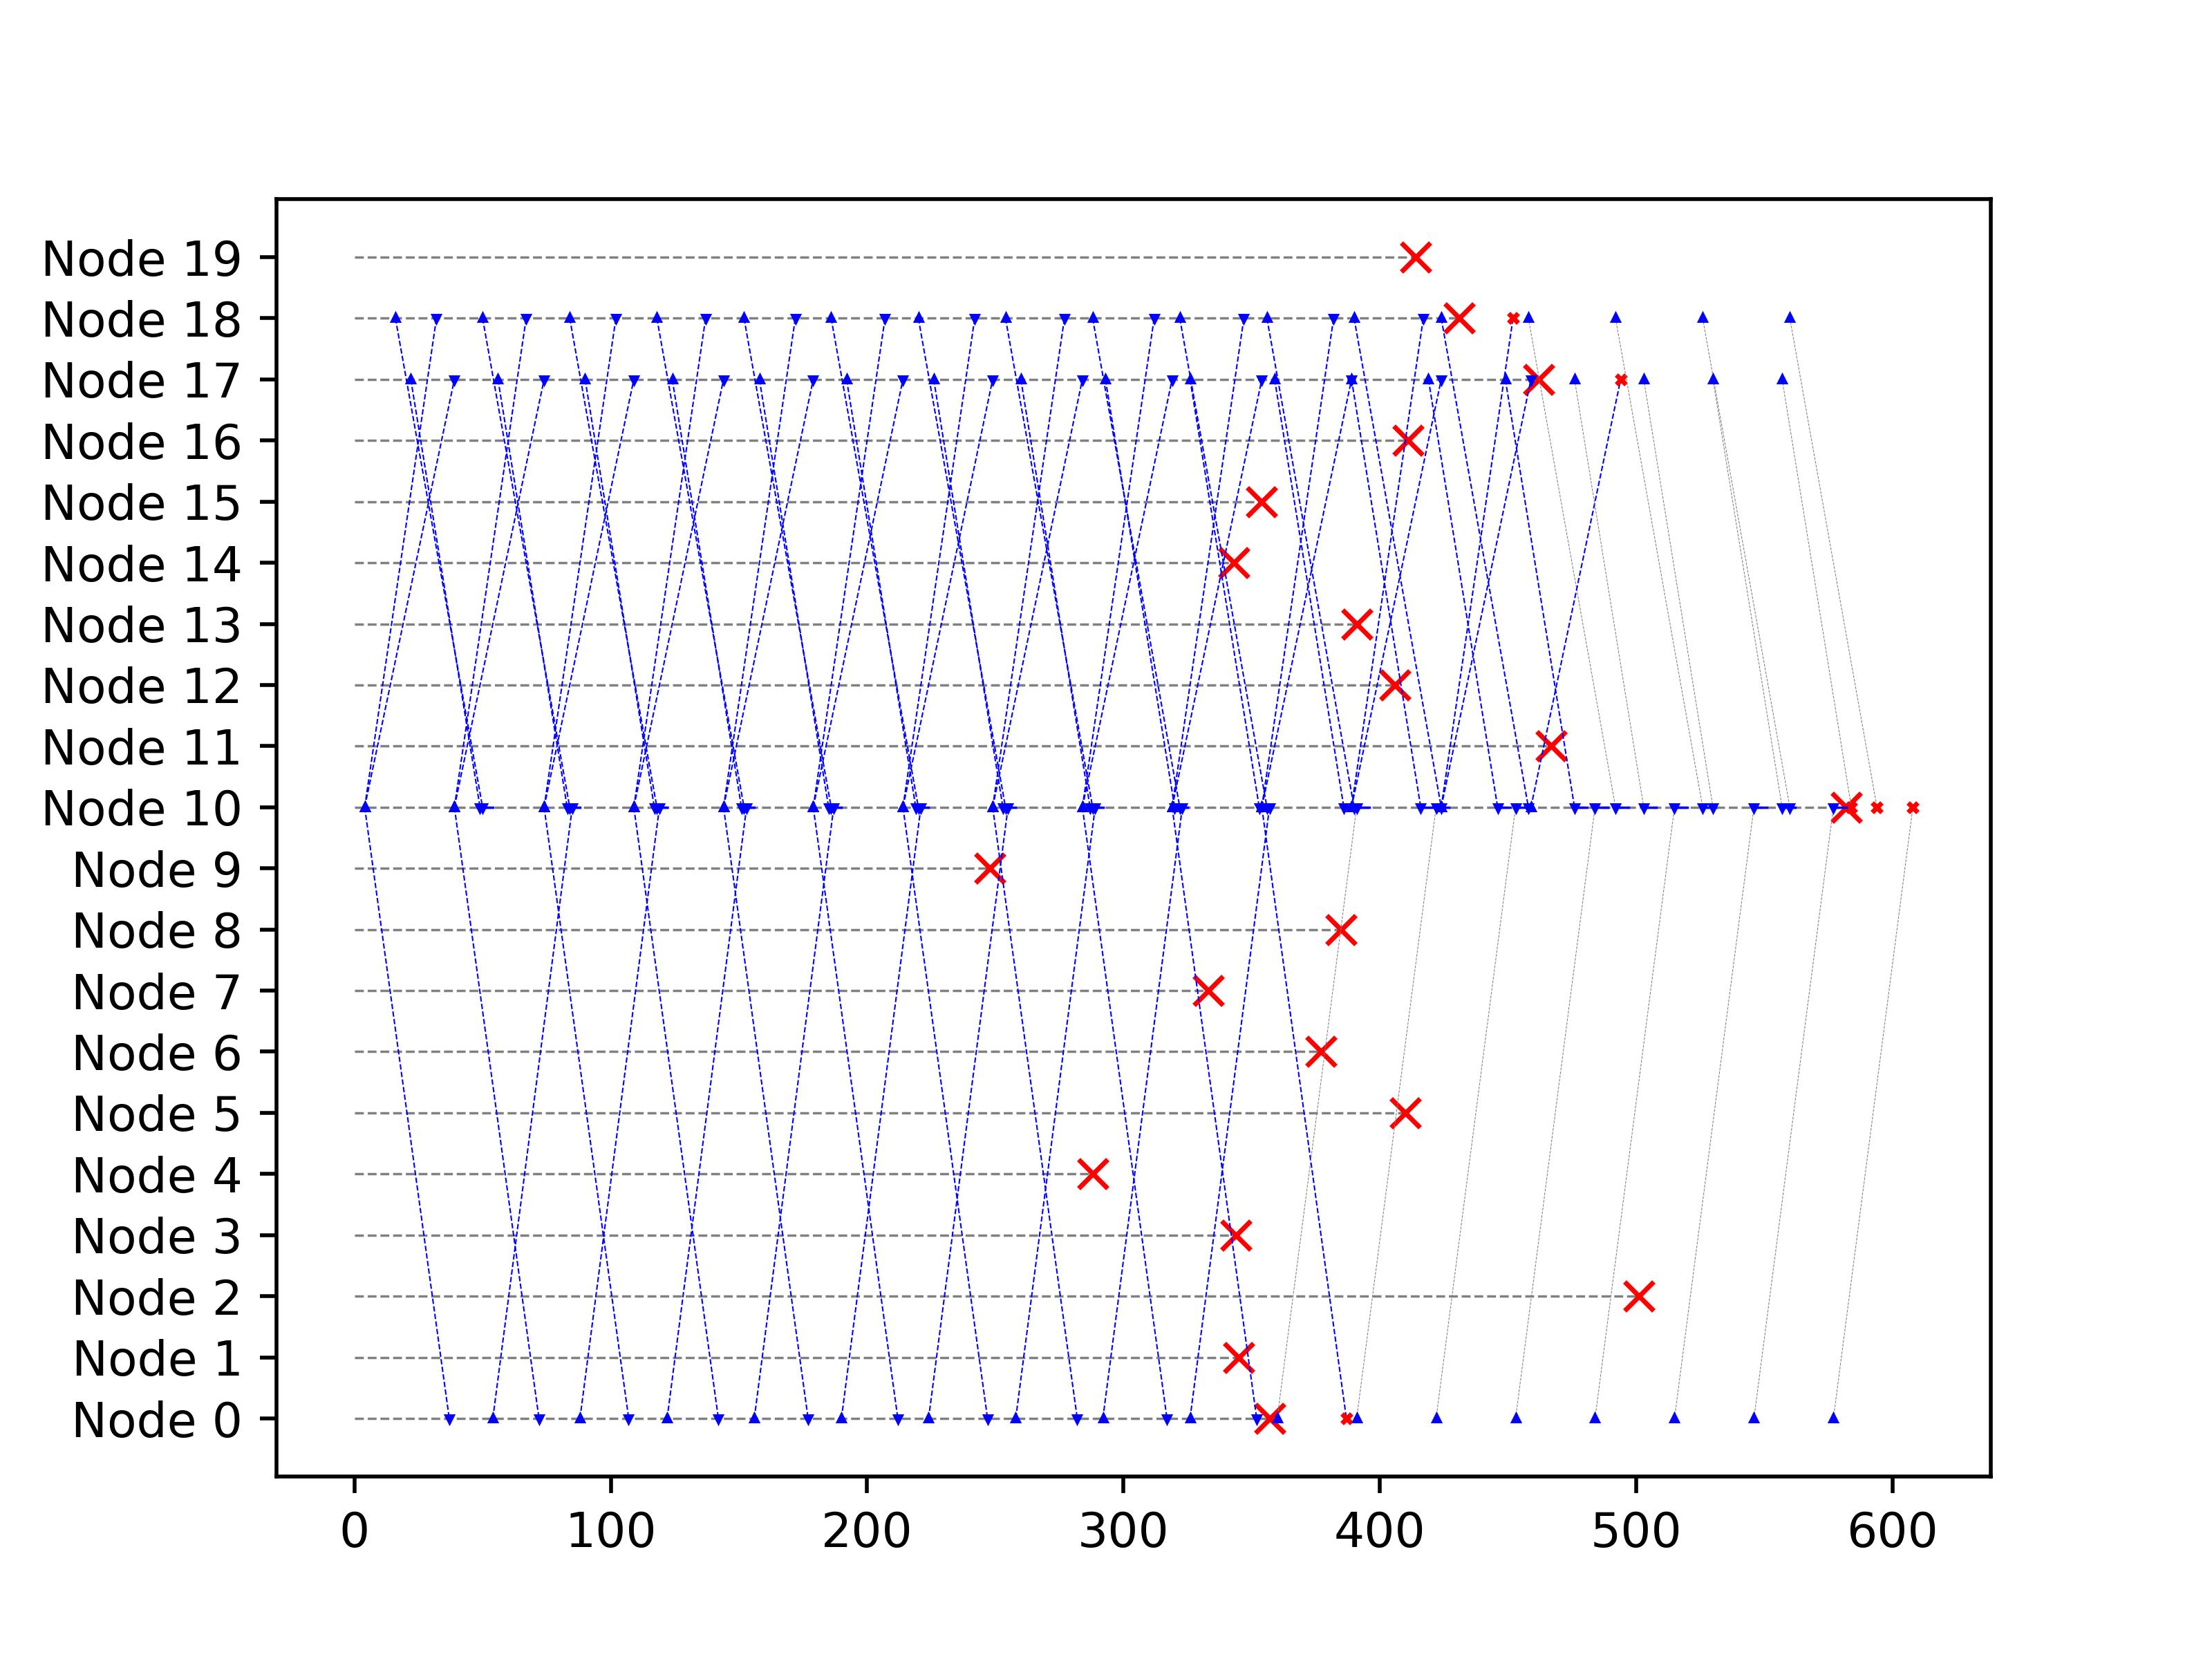 Node 19
Node 18
Node 17
Node 16
Node 15
Node 14
Node 13
Node 12
Node 11
Node 10
Node 9
Node 8
Node 7
Node 6
Node 5
Node 4
Node 3
Node 2
Node 1
Node 0
0 100 200 300 400 500 600